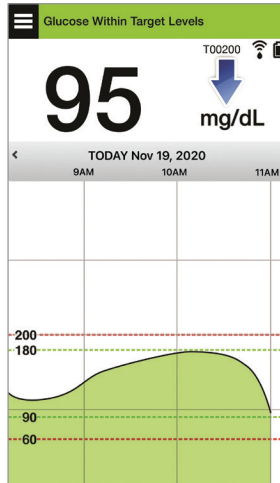 Glucose Within Target Levels
T00200
95
mg/dL
TODAY Nov 19, 2020
9AM 10AM 11AM
200
180
90
60